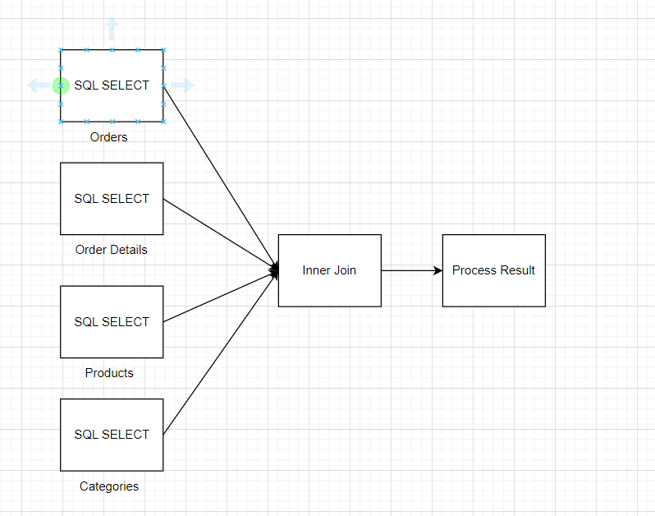 SQL SELECT
Orders
SQL SELECT
Order Details
SQL SELECT
Products
SQL SELECT
Categories
Inner Join
Process Result